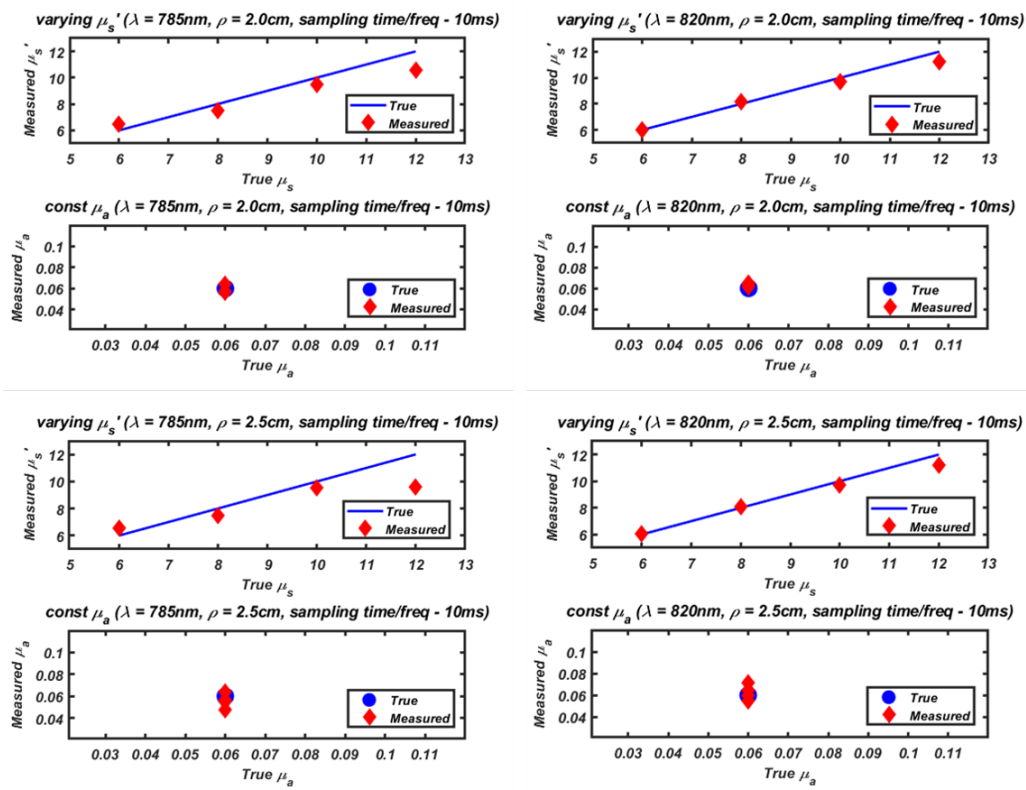 varying μs' (λ = 785nm, ρ = 2.0cm, sampling time/freq - 10ms)
Measured μs'
12
10
8
6
True
Measured
5 6 7 8 9 10 11 12 13
True μs
const μa (λ = 785nm, ρ = 2.0cm, sampling time/freq - 10ms)
Measured μa
0.1
0.08
0.06
0.04
True
Measured
0.03 0.04 0.05 0.06 0.07 0.08 0.09 0.1 0.11
True μa
varying μs' (λ = 820nm, ρ = 2.0cm, sampling time/freq - 10ms)
Measured μs'
12
10
8
6
True
Measured
5 6 7 8 9 10 11 12 13
True μs
const μa (λ = 820nm, ρ = 2.0cm, sampling time/freq - 10ms)
Measured μa
0.1
0.08
0.06
0.04
True
Measured
0.03 0.04 0.05 0.06 0.07 0.08 0.09 0.1 0.11
True μa
varying μs' (λ = 785nm, ρ = 2.5cm, sampling time/freq - 10ms)
Measured μs'
12
10
8
6
True
Measured
5 6 7 8 9 10 11 12 13
True μs
const μa (λ = 785nm, ρ = 2.5cm, sampling time/freq - 10ms)
Measured μa
0.1
0.08
0.06
0.04
True
Measured
0.03 0.04 0.05 0.06 0.07 0.08 0.09 0.1 0.11
True μa
varying μs' (λ = 820nm, ρ = 2.5cm, sampling time/freq - 10ms)
Measured μs'
12
10
8
6
True
Measured
5 6 7 8 9 10 11 12 13
True μs
const μa (λ = 820nm, ρ = 2.5cm, sampling time/freq - 10ms)
Measured μa
0.1
0.08
0.06
0.04
True
Measured
0.03 0.04 0.05 0.06 0.07 0.08 0.09 0.1 0.11
True μa